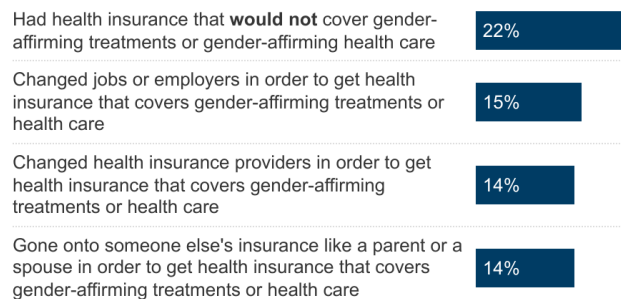 Had health insurance that would not cover gender-
affirming treatments or gender-affirming health care
22%
Changed jobs or employers in order to get health
insurance that covers gender-affirming treatments or
health care
15%
Changed health insurance providers in order to get
health insurance that covers gender-affirming
treatments or health care
14%
Gone onto someone else's insurance like a parent or a
spouse in order to get health insurance that covers
gender-affirming treatments or health care
14%